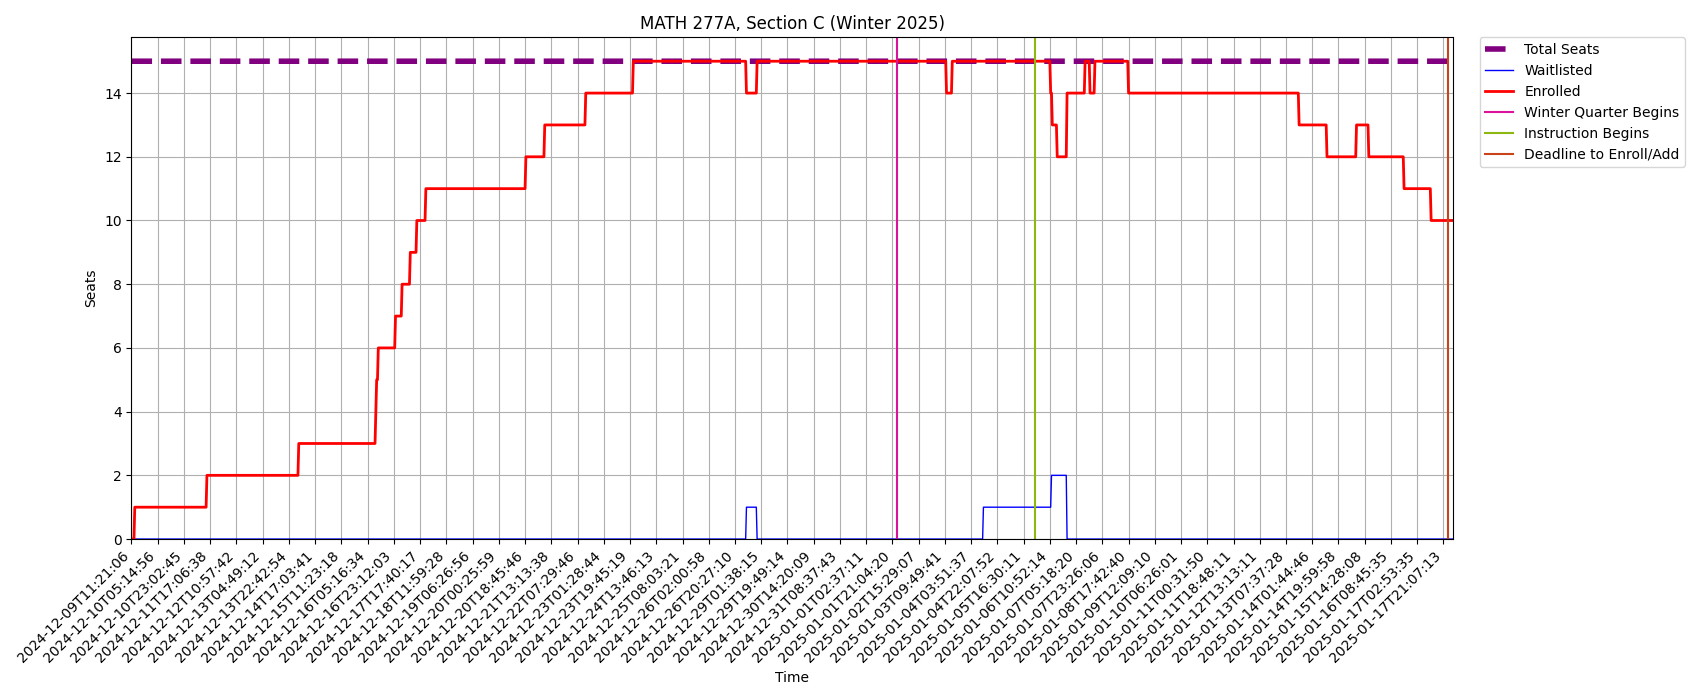 MATH 277A, Section C (Winter 2025)
Total Seats
Waitlisted
Enrolled
Winter Quarter Begins
Instruction Begins
Deadline to Enroll/Add
Seats
14
12
10
8
6
4
2
0
2024-12-09T11:21:06
2024-12-10T05:14:56
2024-12-10T23:02:45
2024-12-11T17:06:38
2024-12-12T10:57:42
2024-12-13T04:49:12
2024-12-13T22:42:54
2024-12-14T17:03:41
2024-12-15T11:23:18
2024-12-16T05:16:34
2024-12-16T23:12:03
2024-12-17T17:40:17
2024-12-18T11:59:28
2024-12-19T06:26:56
2024-12-20T00:25:59
2024-12-20T18:45:46
2024-12-21T13:13:38
2024-12-22T07:29:46
2024-12-23T01:28:44
2024-12-23T19:45:19
2024-12-24T13:46:13
2024-12-25T08:03:21
2024-12-26T02:00:58
2024-12-26T20:27:10
2024-12-29T01:38:15
2024-12-29T19:49:14
2024-12-30T14:20:09
2024-12-31T08:37:43
2025-01-01T02:37:11
2025-01-01T21:04:20
2025-01-02T15:29:07
2025-01-03T09:49:41
2025-01-04T03:51:37
2025-01-04T22:07:52
2025-01-05T16:30:11
2025-01-06T10:52:14
2025-01-07T05:18:20
2025-01-07T23:26:06
2025-01-08T17:42:40
2025-01-09T12:09:10
2025-01-10T06:26:01
2025-01-11T00:31:50
2025-01-11T18:48:11
2025-01-12T13:13:11
2025-01-13T07:37:28
2025-01-14T01:44:46
2025-01-14T19:59:58
2025-01-15T14:28:08
2025-01-16T08:45:35
2025-01-17T02:53:35
2025-01-17T21:07:13
Time